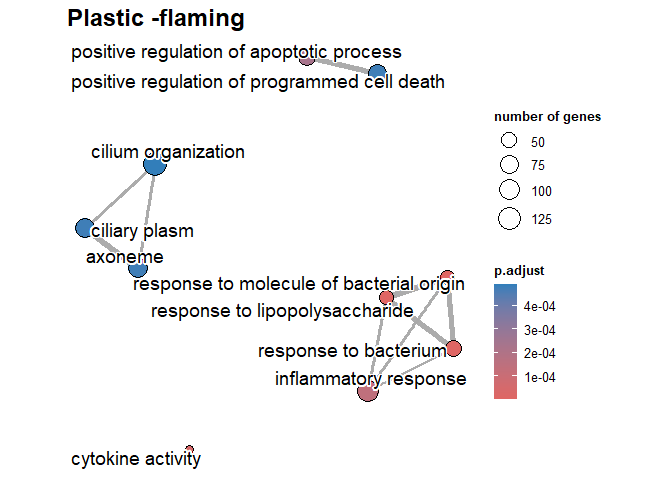 Plastic -flaming
positive regulation of apoptotic process
positive regulation of programmed cell death
number of genes
50
75
100
125
cilium organization
ciliary plasm
axoneme
p.adjust
4e-04
3e-04
2e-04
1e-04
response to molecule of bacterial origin
response to lipopolysaccharide
response to bacterium
inflammatory response
cytokine activity